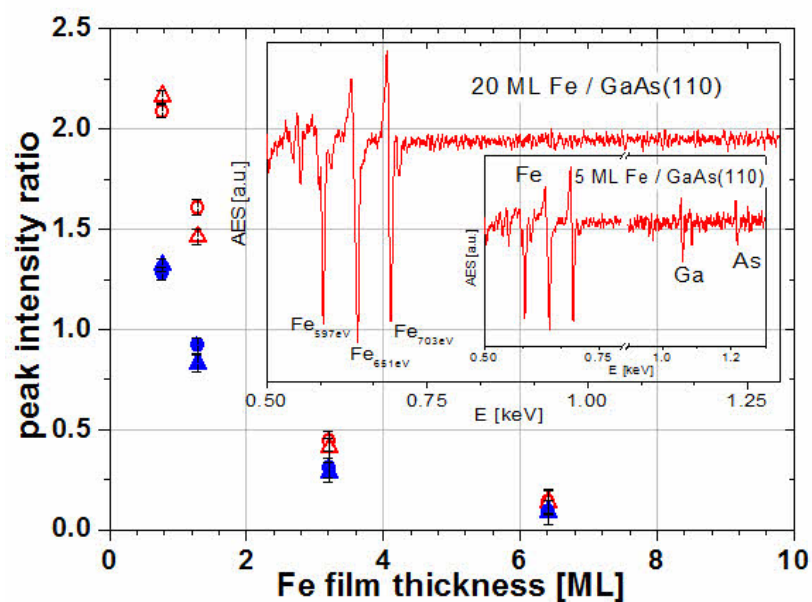 2.5
2.0
1.5
1.0
0.5
0.0
peak intensity ratio
0
2
4
6
8
10
Fe film thickness [ML]
20 ML Fe / GaAs(110)
AES [a.u.]
Fe597eV
Fe651eV
Fe703eV
0.50
0.75
1.00
1.25
E [keV]
Fe
5 ML Fe / GaAs(110)
AES [a.u.]
Ga
As
0.50
0.75
1.0
1.2
E [keV]